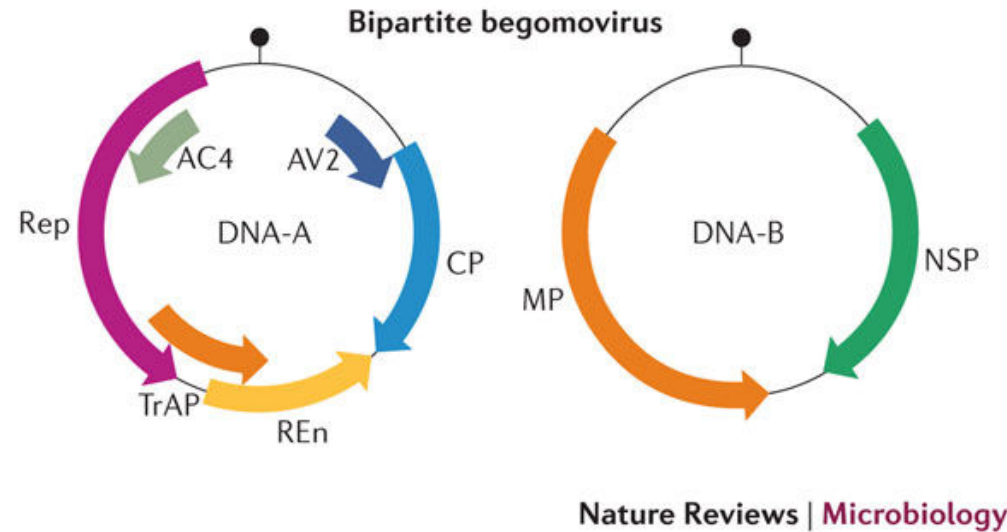 Bipartite begomovirus
AC4
AV2
Rep
DNA-A
CP
TrAP
REn
DNA-B
MP
NSP
Nature Reviews | Microbiology